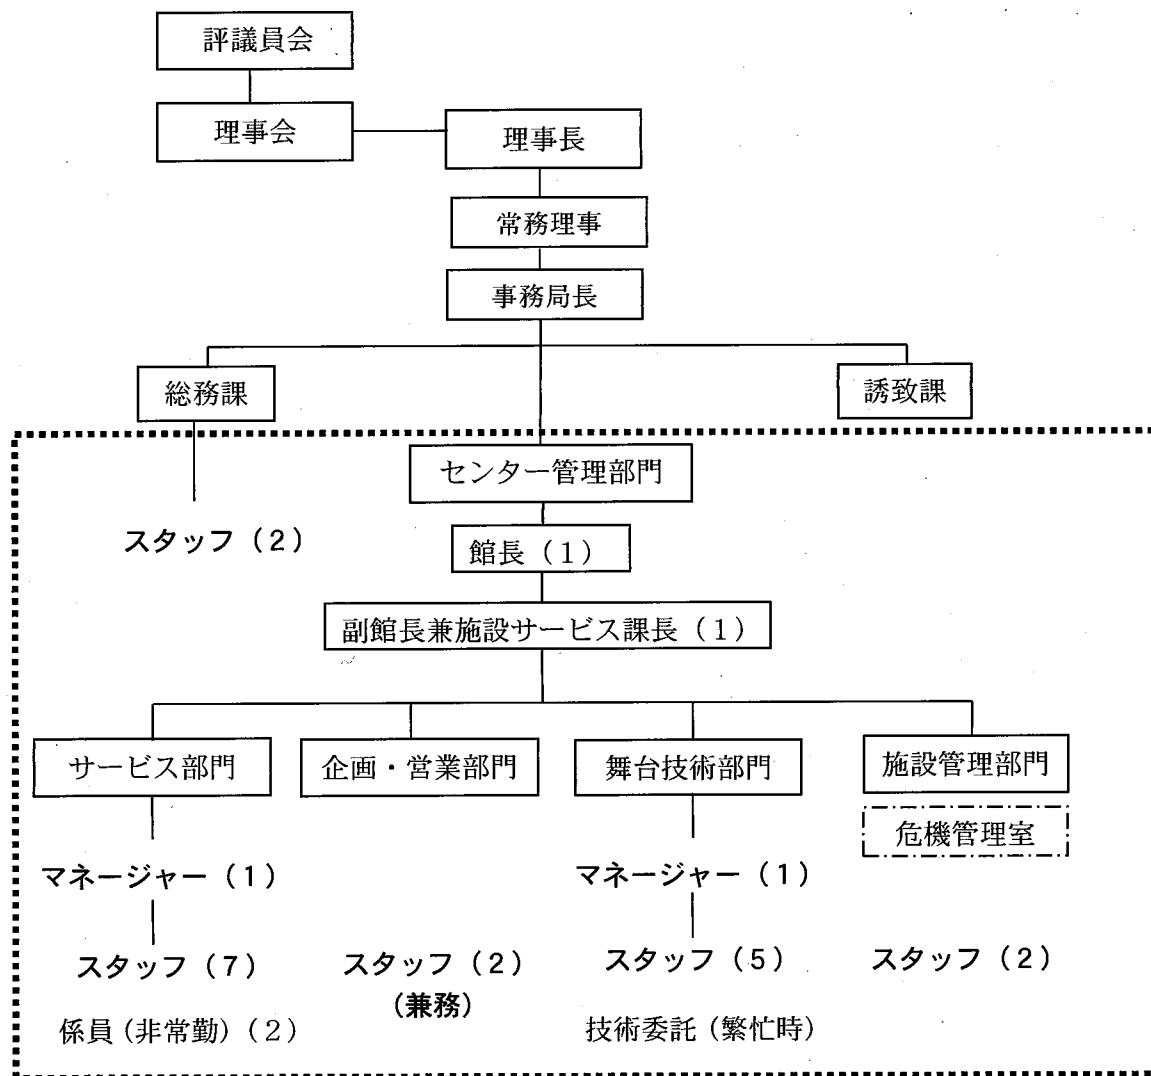 評議員会
理事会
理事長
常務理事
事務局長
総務課
誘致課
センター管理部門
スタッフ（2）
館長（1）
副館長兼施設サービス課長（1）
サービス部門
企画・営業部門
舞台技術部門
施設管理部門
危機管理室
マネージャー（1）
マネージャー（1）
スタッフ（7）
スタッフ（2）
スタッフ（5）
スタッフ（2）
(兼務)
係員(非常勤)（2）
技術委託(繁忙時)